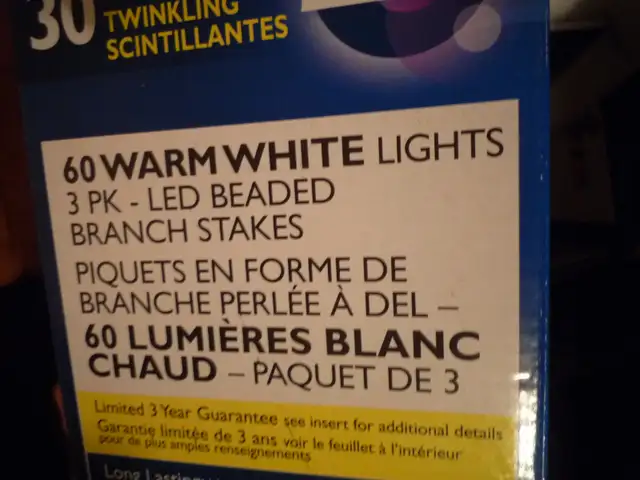 30 TWINKLING
SCINTILLANTES
60 WARM WHITE LIGHTS
3 PK - LED BEADED
BRANCH STAKES
PIQUETS EN FORME DE
BRANCHE PERLÉE À DEL –
60 LUMIÈRES BLANC
CHAUD – PAQUET DE 3
Limited 3 Year Guarantee see insert for additional details
Garantie limitée de 3 ans voir le feuillet à l'intérieur
pour de plus amples renseignements
Long Lasting